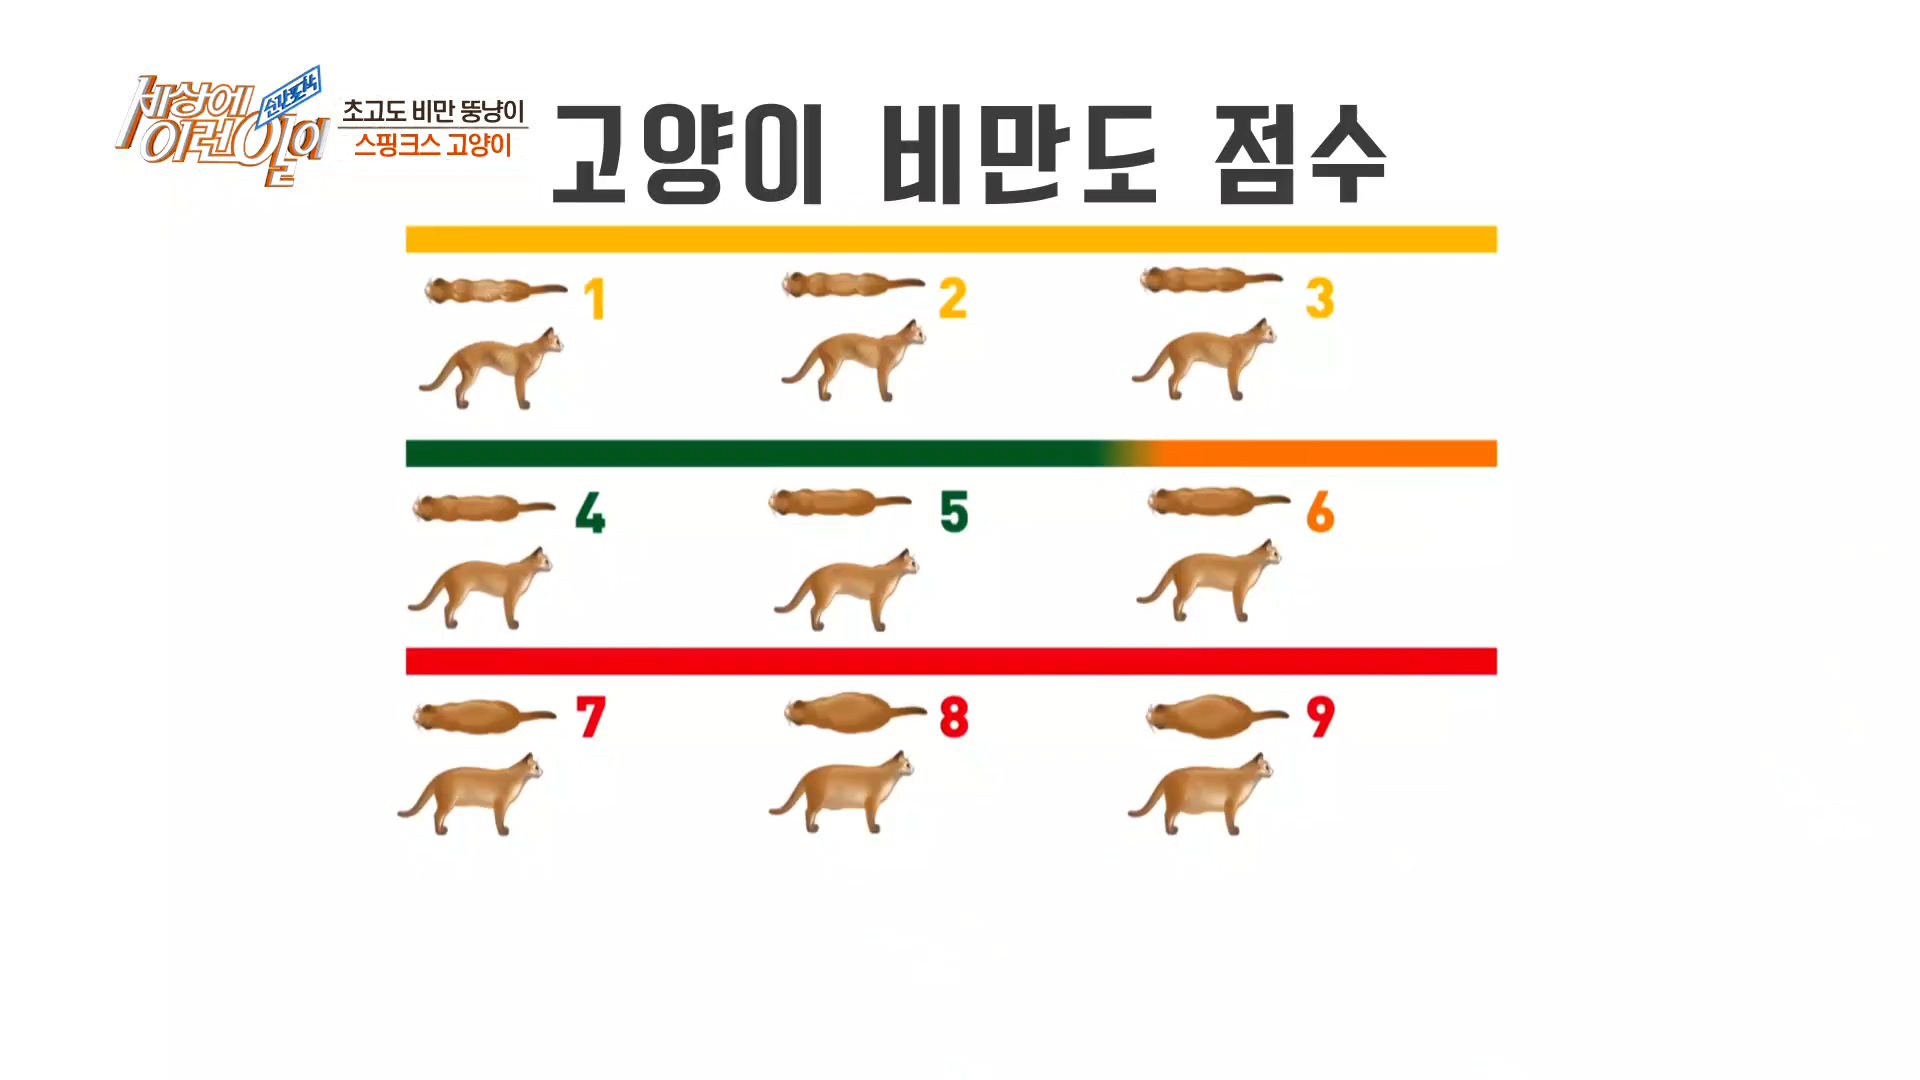 순간포착
세상에
이런일이
초고도 비만 뚱냥이
스핑크스 고양이
고양이 비만도 점수
1 2 3
4 5 6
7 8 9